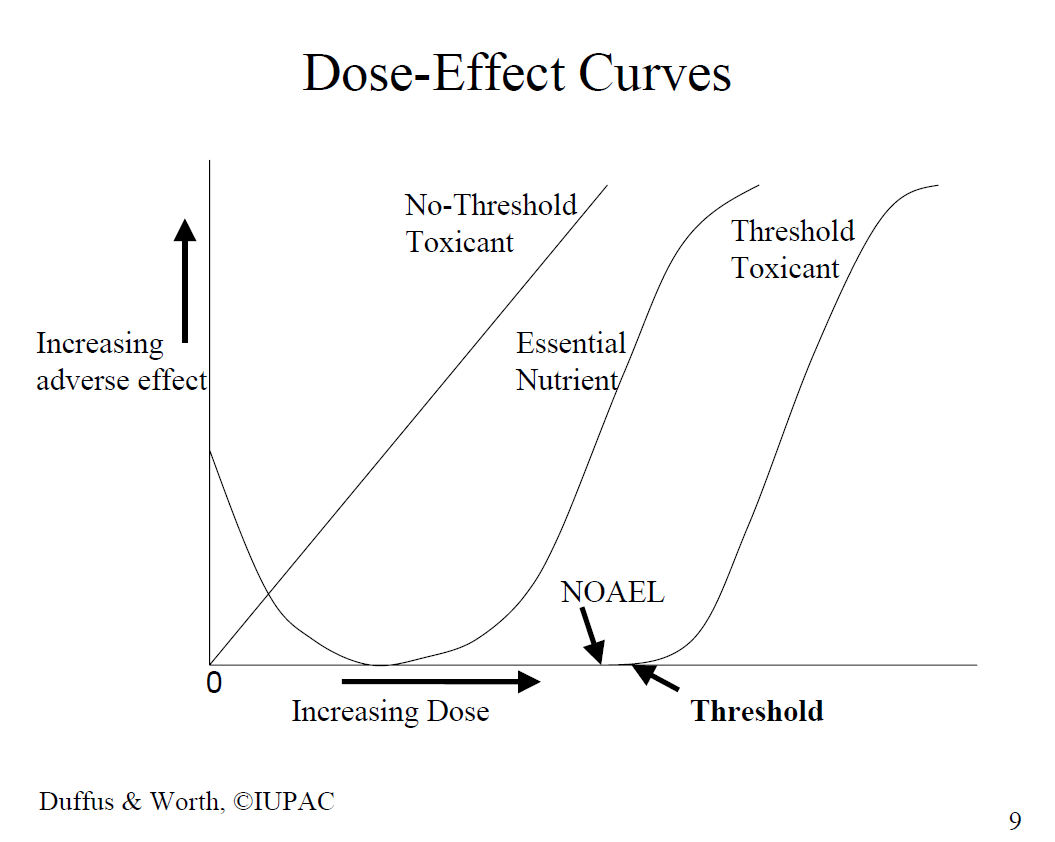 Dose-Effect Curves
No-Threshold
Toxicant
Threshold
Toxicant
Increasing
adverse effect
Essential
Nutrient
NOAEL
0
Increasing Dose
Threshold
Duffus & Worth, ©IUPAC
9